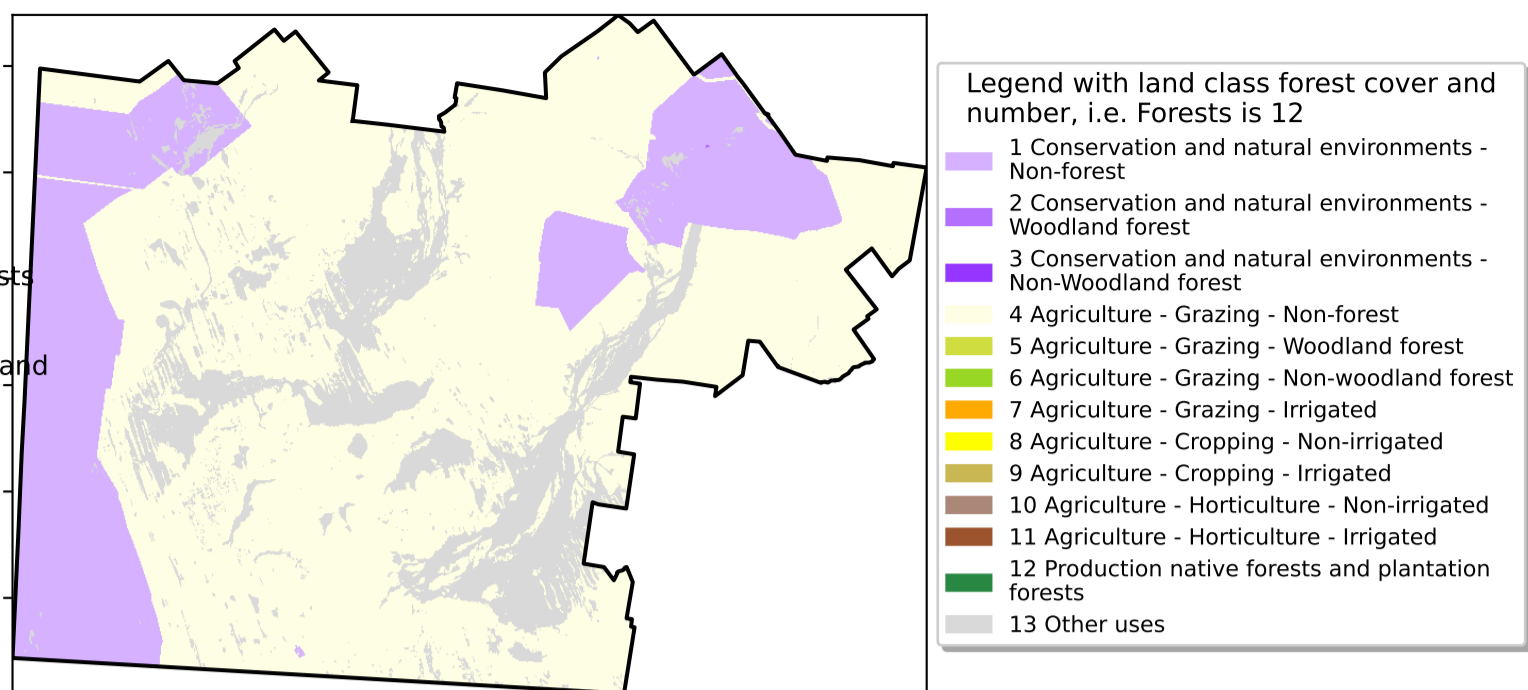 Legend with land class forest cover and
number, i.e. Forests is 12
1 Conservation and natural environments -
Non-forest
2 Conservation and natural environments -
Woodland forest
3 Conservation and natural environments -
Non-Woodland forest
4 Agriculture - Grazing - Non-forest
5 Agriculture - Grazing - Woodland forest
6 Agriculture - Grazing - Non-woodland forest
7 Agriculture - Grazing - Irrigated
8 Agriculture - Cropping - Non-irrigated
9 Agriculture - Cropping - Irrigated
10 Agriculture - Horticulture - Non-irrigated
11 Agriculture - Horticulture - Irrigated
12 Production native forests and plantation
forests
13 Other uses
sts
and